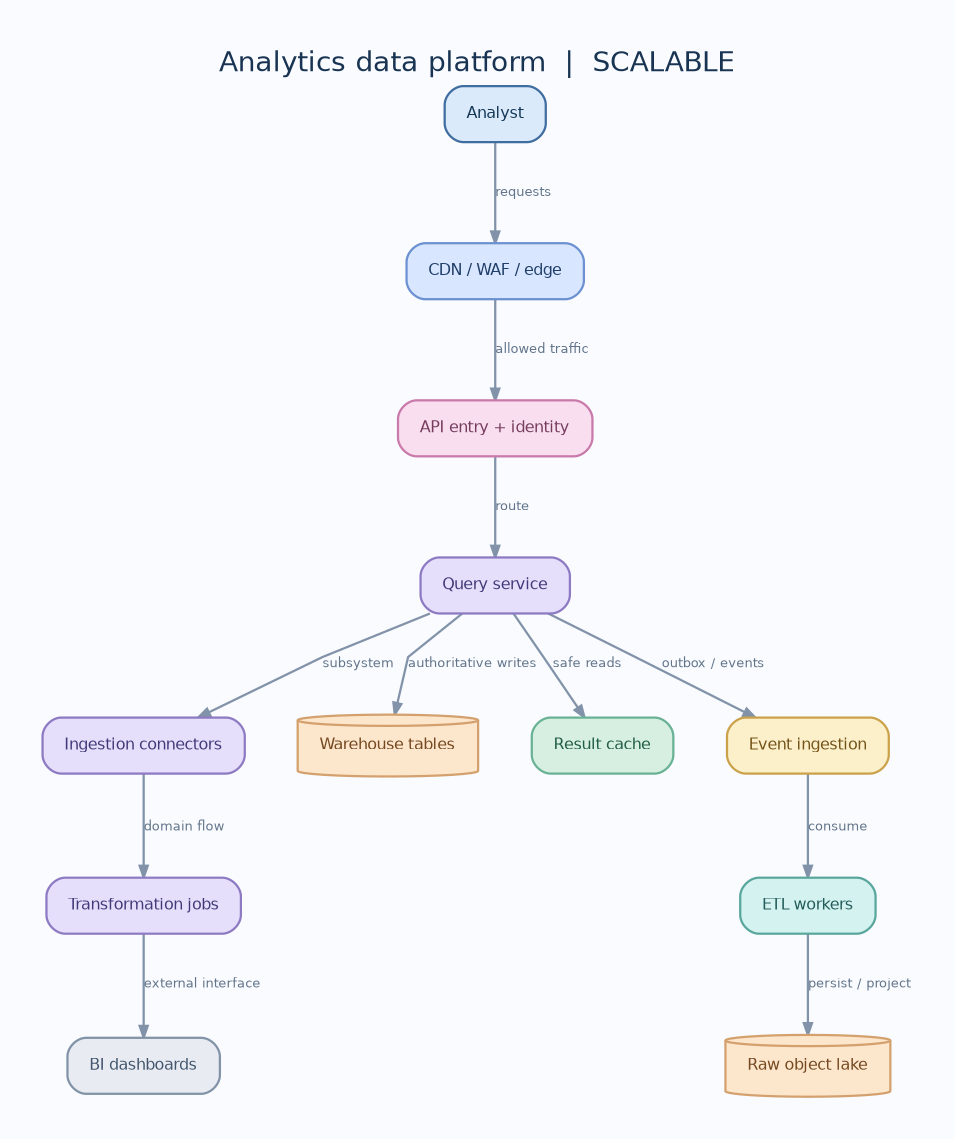 Analytics data platform | SCALABLE
Analyst
requests
CDN / WAF / edge
allowed traffic
API entry + identity
route
Query service
subsystem
authoritative writes
safe reads
outbox / events
Ingestion connectors
Warehouse tables
Result cache
Event ingestion
domain flow
consume
Transformation jobs
ETL workers
external interface
persist / project
BI dashboards
Raw object lake